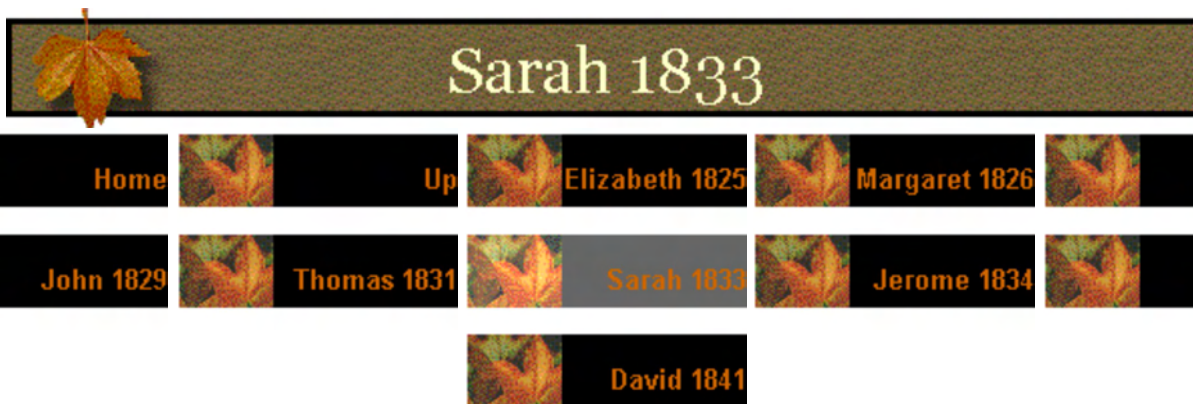 Sarah 1833
Home Up Elizabeth 1825 Margaret 1826
John 1829 Thomas 1831 Sarah 1833 Jerome 1834
David 1841